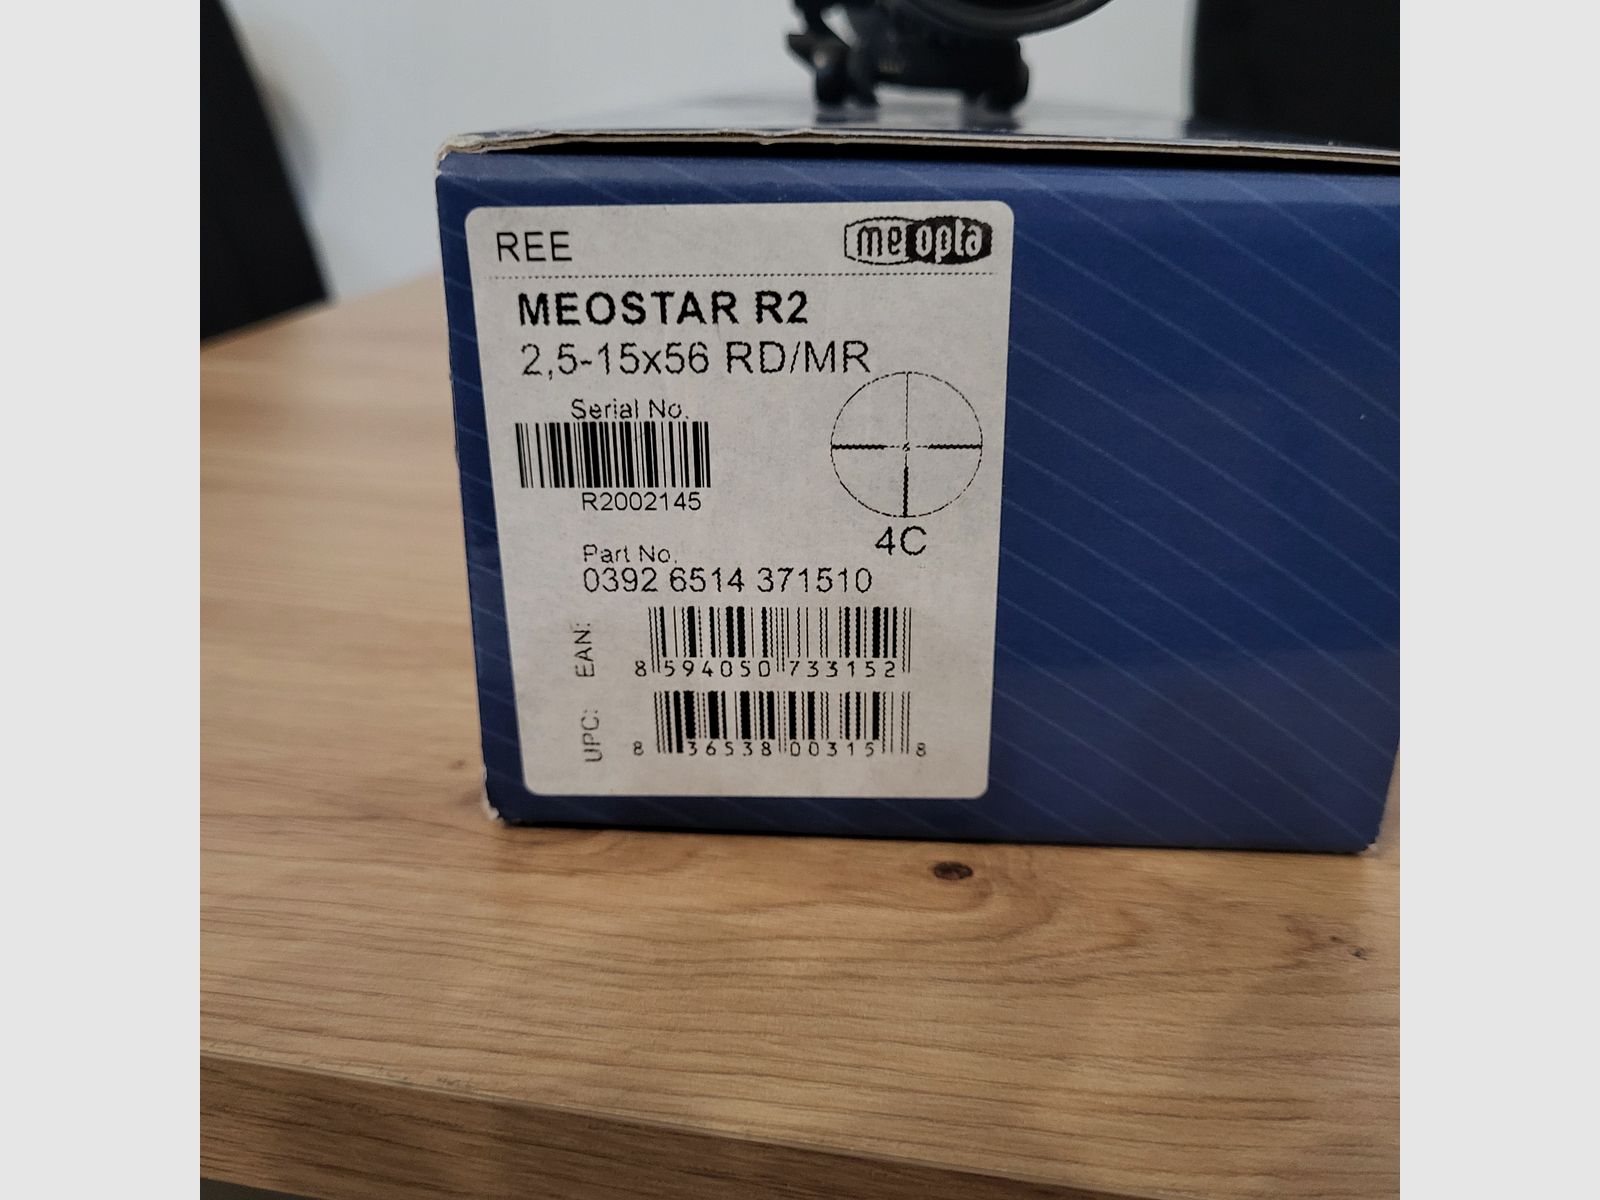 REE
meopta
MEOSTAR R2
2,5-15x56 RD/MR
Serial No.
R2002145
4C
Part No.
0392 6514 371510
EAN:
8 594050 733152
UPC:
8 36538 00315 8